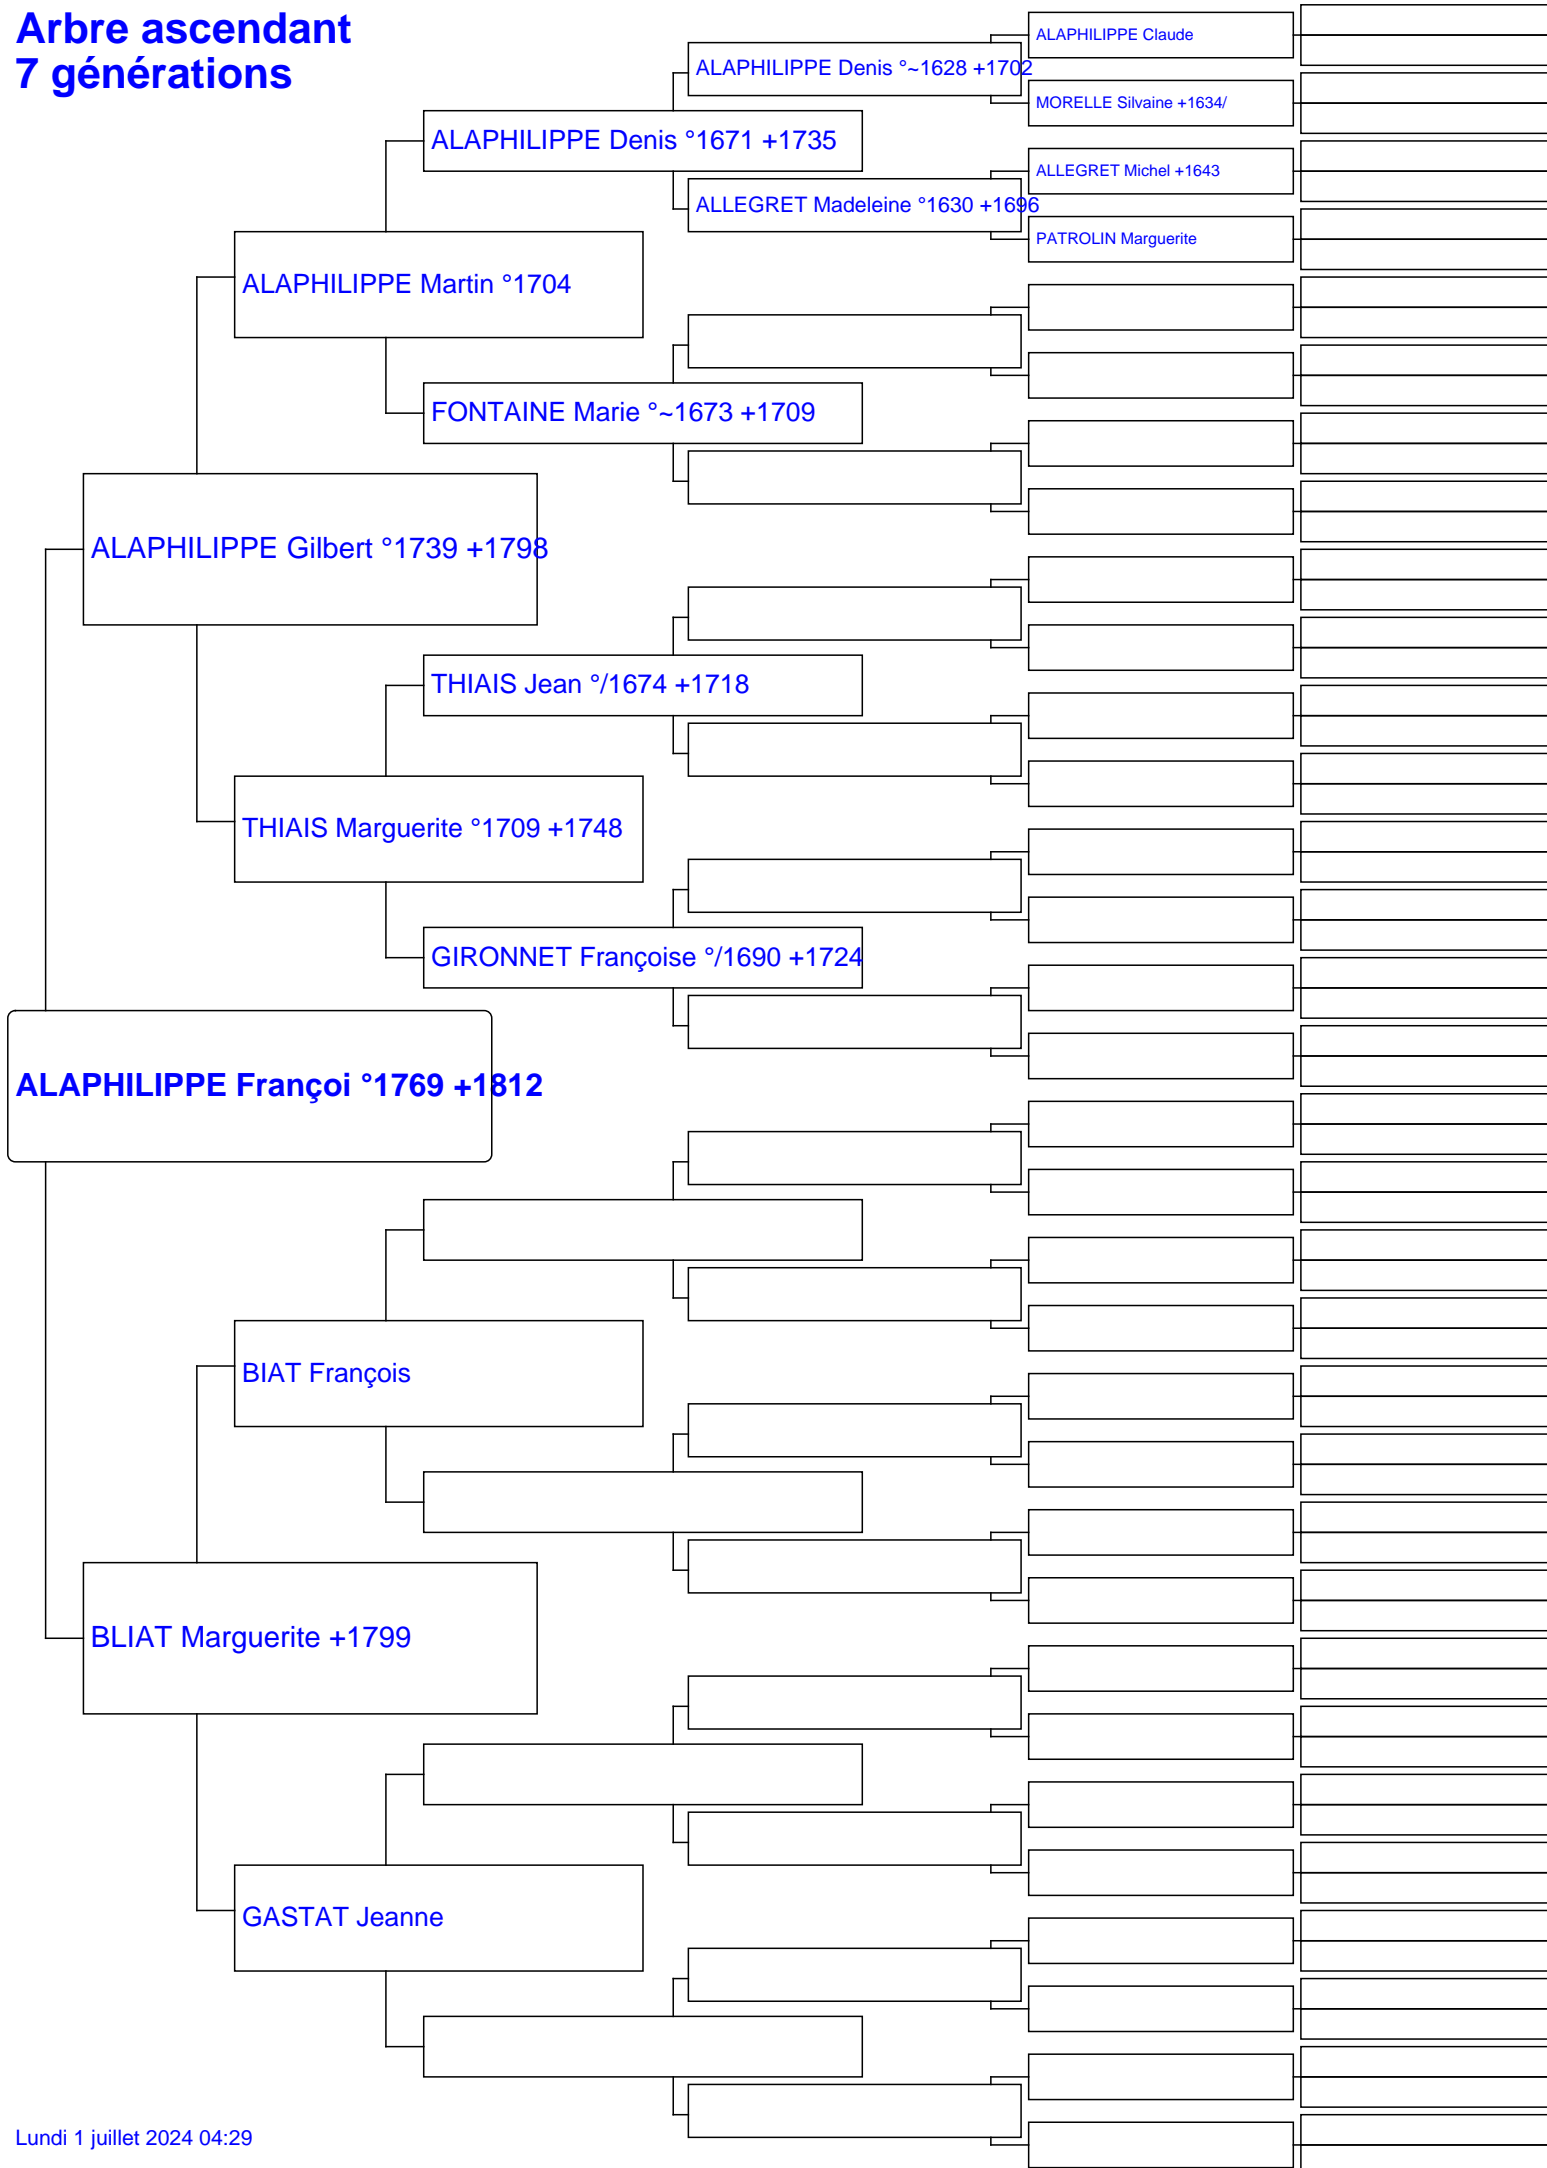 Arbre ascendant
7 générations
ALAPHILIPPE Claude
ALAPHILIPPE Denis °~1628 +1702
MORELLE Silvaine +1634/
ALAPHILIPPE Denis °1671 +1735
ALLEGRET Michel +1643
ALLEGRET Madeleine °1630 +1696
PATROLIN Marguerite
ALAPHILIPPE Martin °1704
FONTAINE Marie °~1673 +1709
ALAPHILIPPE Gilbert °1739 +1798
THIAIS Jean °/1674 +1718
THIAIS Marguerite °1709 +1748
GIRONNET Françoise °/1690 +1724
ALAPHILIPPE Françoi °1769 +1812
BIAT François
BLIAT Marguerite +1799
GASTAT Jeanne
Lundi 1 juillet 2024 04:29